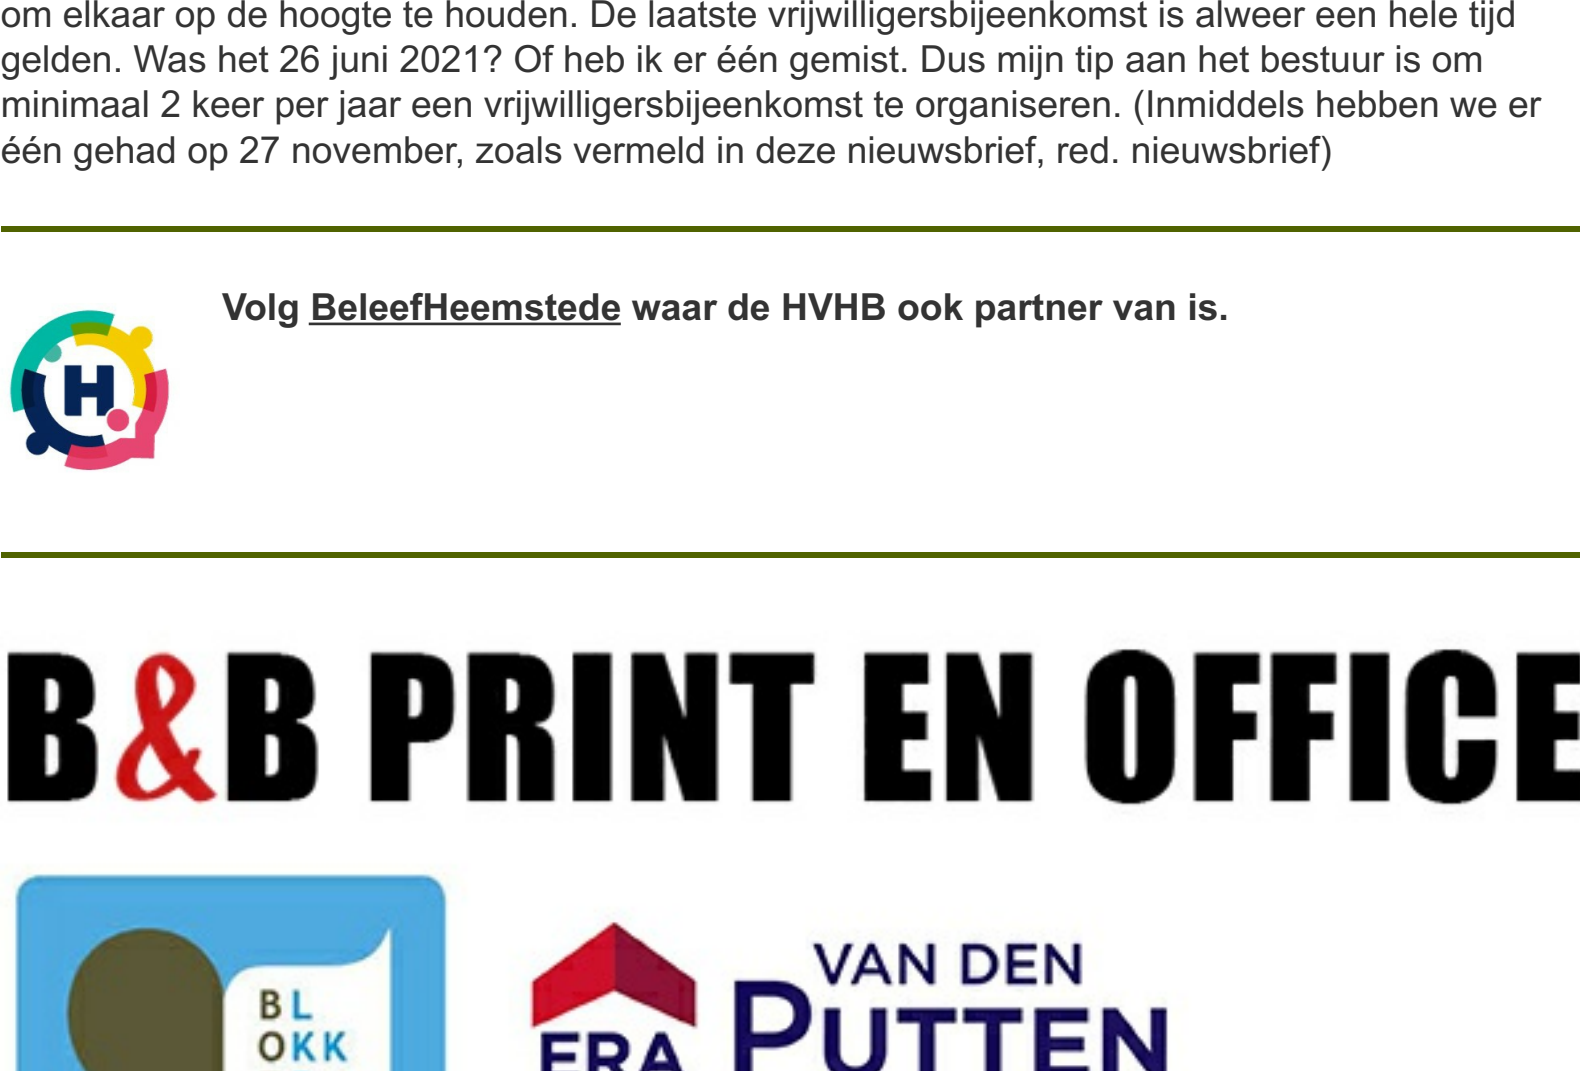 om elkaar op de hoogte te houden. De laatste vrijwilligersbijeenkomst is alweer een hele tijd
gelden. Was het 26 juni 2021? Of heb ik er één gemist. Dus mijn tip aan het bestuur is om
minimaal 2 keer per jaar een vrijwilligersbijeenkomst te organiseren. (Inmiddels hebben we er
één gehad op 27 november, zoals vermeld in deze nieuwsbrief, red. nieuwsbrief)
Volg BeleefHeemstede waar de HVHB ook partner van is.
H
B&B PRINT EN OFFICE
BL
OKK
ERA
VAN DEN
PUTTEN